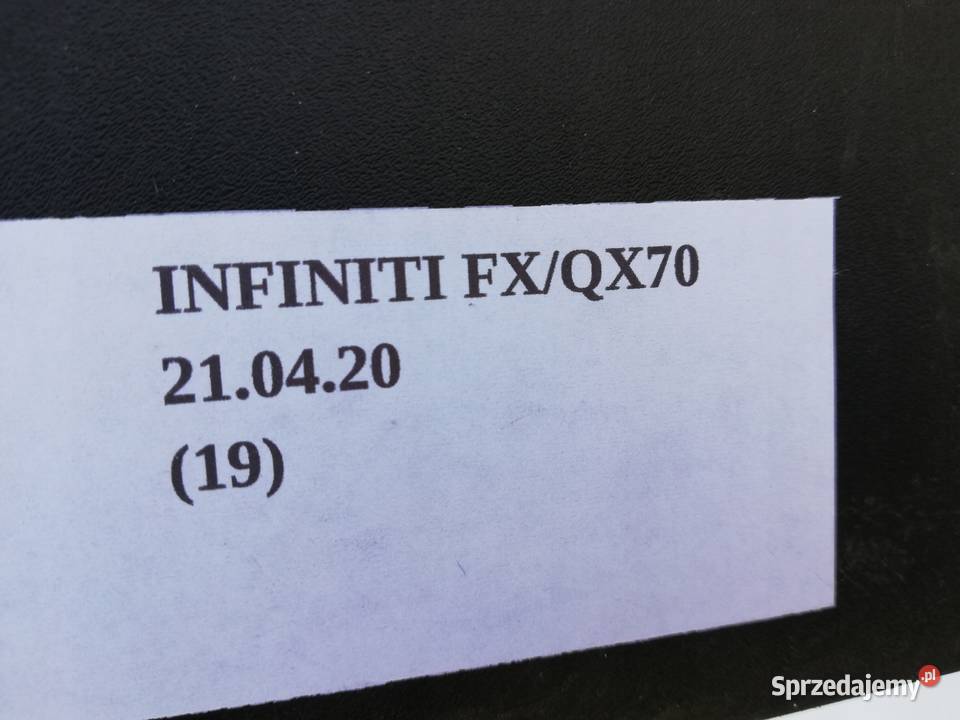 INFINITI FX/QX70
21.04.20
(19)
Sprzedajemy.pl